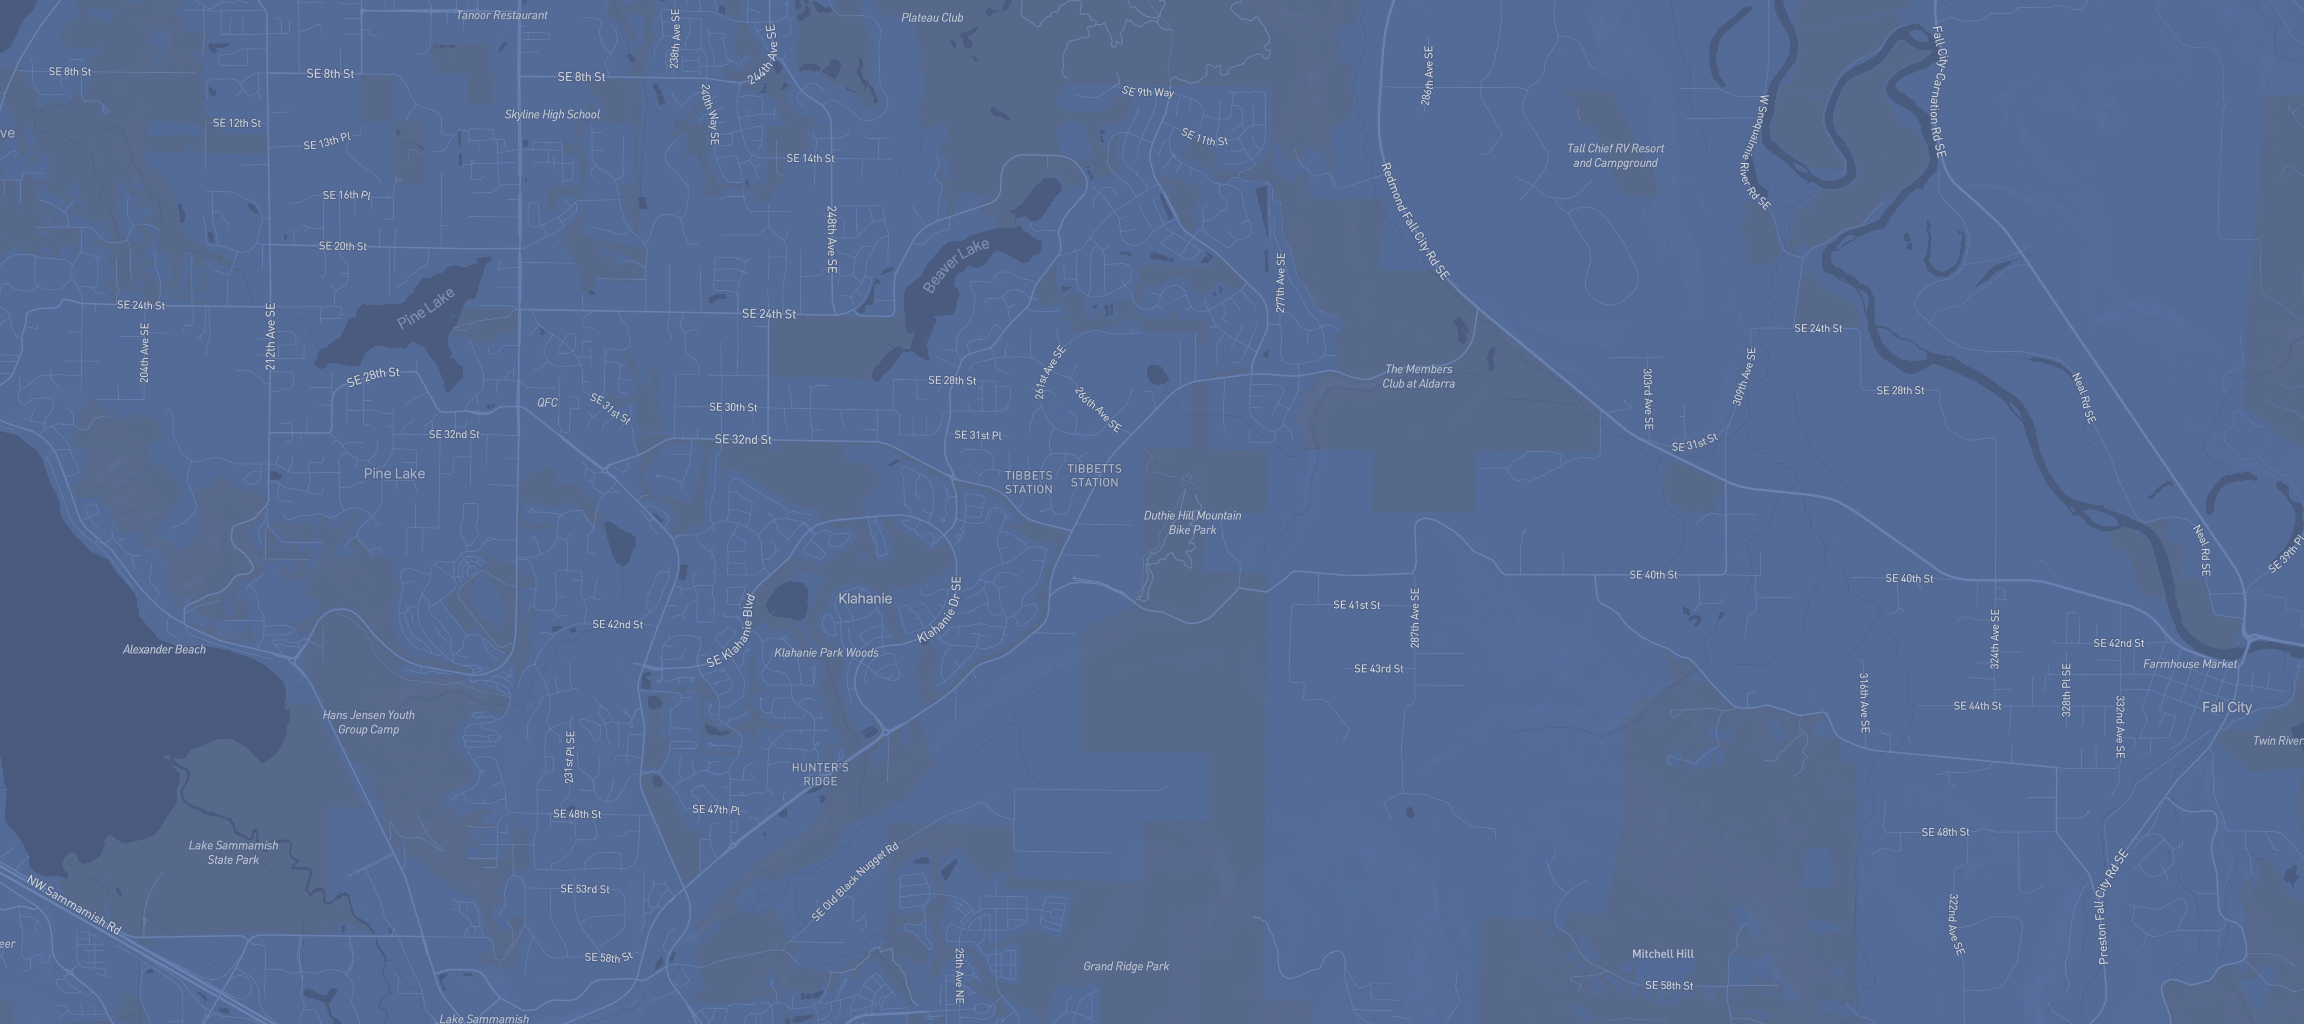 Tanoor Restaurant
238th Ave SE
244th Ave SE
Plateau Club
SE 8th St
SE 8th St
SE 8th St
286th Ave SE
Fall City-Carnation Rd SE
SE 9th Way
240th Way SE
Skyline High School
SE 12th St
ve
SE 13th Pl
SE 11th St
W Snoqualmie River Rd SE
Tall Chief RV Resort
and Campground
SE 14th St
Redmond Fall City Rd SE
SE 16th Pl
248th Ave SE
SE 20th St
Beaver Lake
277th Ave SE
Pine Lake
SE 24th St
212th Ave SE
204th Ave SE
SE 24th St
SE 24th St
261st Ave SE
266th Ave SE
SE 28th St
SE 28th St
The Members
Club at Aldarra
303rd Ave SE
309th Ave SE
SE 28th St
Neal Rd SE
QFC
SE 31st St
SE 30th St
SE 32nd St
SE 32nd St
SE 31st Pl
SE 31st St
Pine Lake
TIBBETS
STATION
TIBBETTS
STATION
Duthie Hill Mountain
Bike Park
Neal Rd SE
SE 39th Pl
SE 40th St
SE 40th St
Klahanie
Klahanie Dr SE
SE Klahanie Blvd
SE 41st St
287th Ave SE
SE 42nd St
324th Ave SE
SE 42nd St
Alexander Beach
Klahanie Park Woods
SE 43rd St
Farmhouse Market
316th Ave SE
328th Pl SE
332nd Ave SE
SE 44th St
Fall City
Hans Jensen Youth
Group Camp
231st Pl SE
Twin River
HUNTER'S
RIDGE
SE 48th St
SE 47th Pl
SE 48th St
Lake Sammamish
State Park
SE Old Black Nugget Rd
SE 53rd St
Preston Fall City Rd SE
NW Sammamish Rd
322nd Ave SE
eer
SE 58th St
25th Ave NE
Grand Ridge Park
Mitchell Hill
SE 58th St
Lake Sammamish